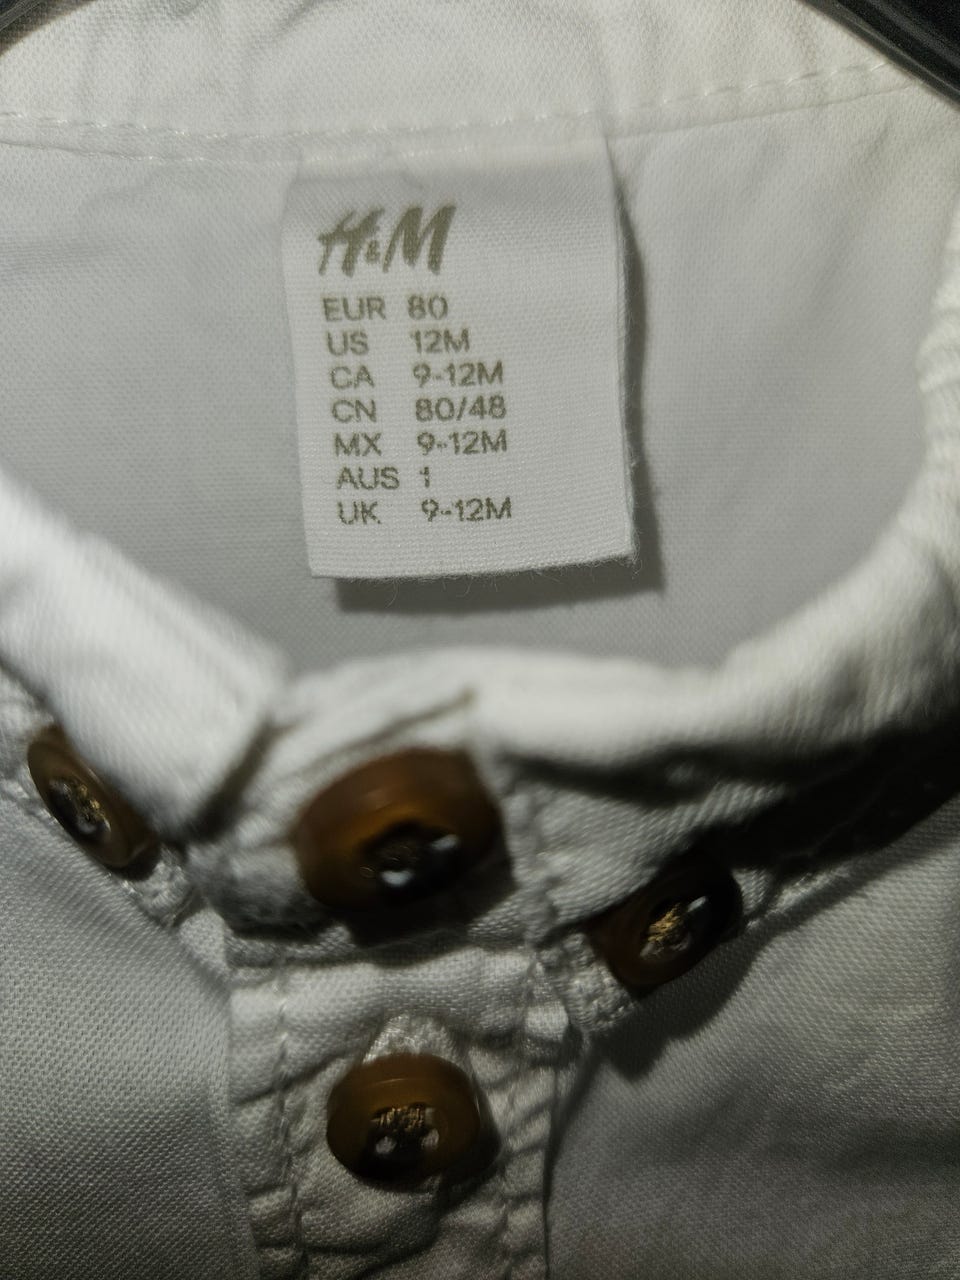 H&M
EUR 80
US 12M
CA 9-12M
CN 80/48
MX 9-12M
AUS 1
UK 9-12M